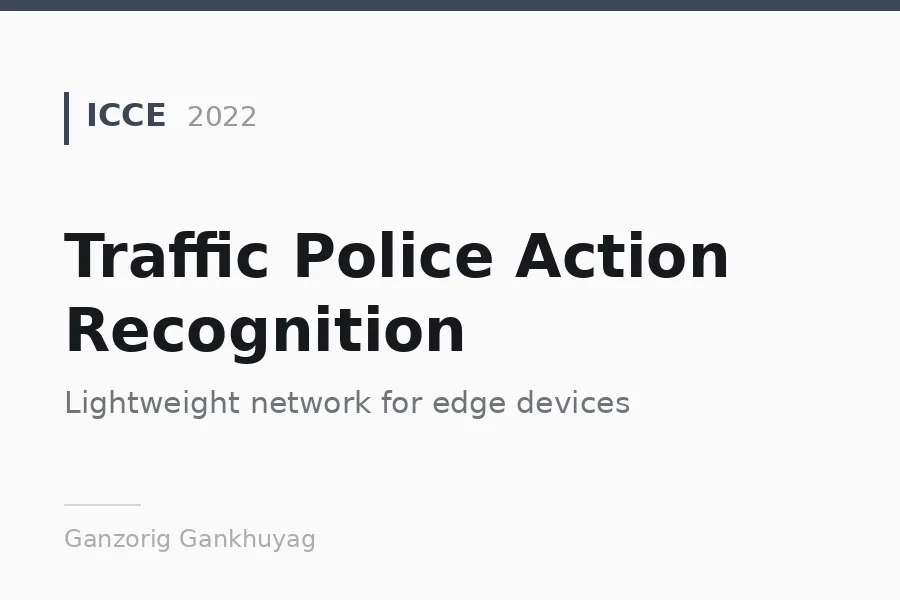 ICCE 2022
Traffic Police Action
Recognition
Lightweight network for edge devices
Ganzorig Gankhuyag